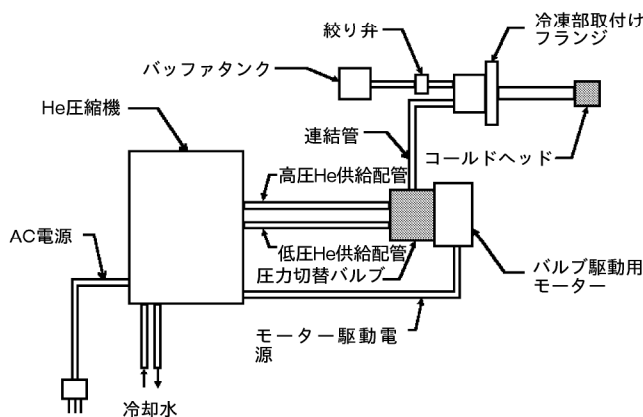 冷凍部取付け
フランジ
絞り弁
バッファタンク
He圧縮機
連結管
コールドヘッド
高圧He供給配管
AC電源
低圧He供給配管
圧力切替バルブ
バルブ駆動用
モーター
モーター駆動電
源
冷却水